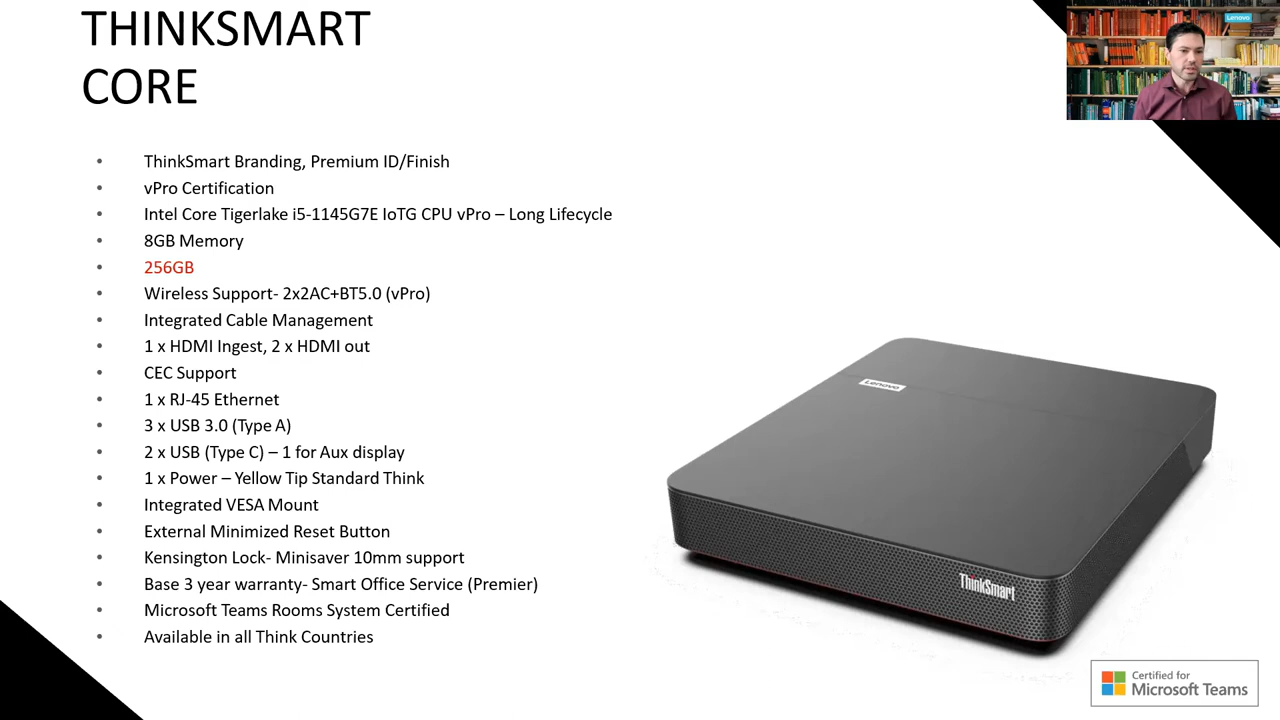 THINKSMART
CORE
Lenovo
ThinkSmart Branding, Premium ID/Finish
vPro Certification
Intel Core Tigerlake i5-1145G7E IoTG CPU vPro – Long Lifecycle
8GB Memory
256GB
Wireless Support- 2x2AC+BT5.0 (vPro)
Integrated Cable Management
1 x HDMI Ingest, 2 x HDMI out
CEC Support
1 x RJ-45 Ethernet
3 x USB 3.0 (Type A)
2 x USB (Type C) – 1 for Aux display
1 x Power – Yellow Tip Standard Think
Integrated VESA Mount
External Minimized Reset Button
Kensington Lock- Minisaver 10mm support
Base 3 year warranty- Smart Office Service (Premier)
Microsoft Teams Rooms System Certified
Available in all Think Countries
Lenovo
ThinkSmart
Certified for
Microsoft Teams